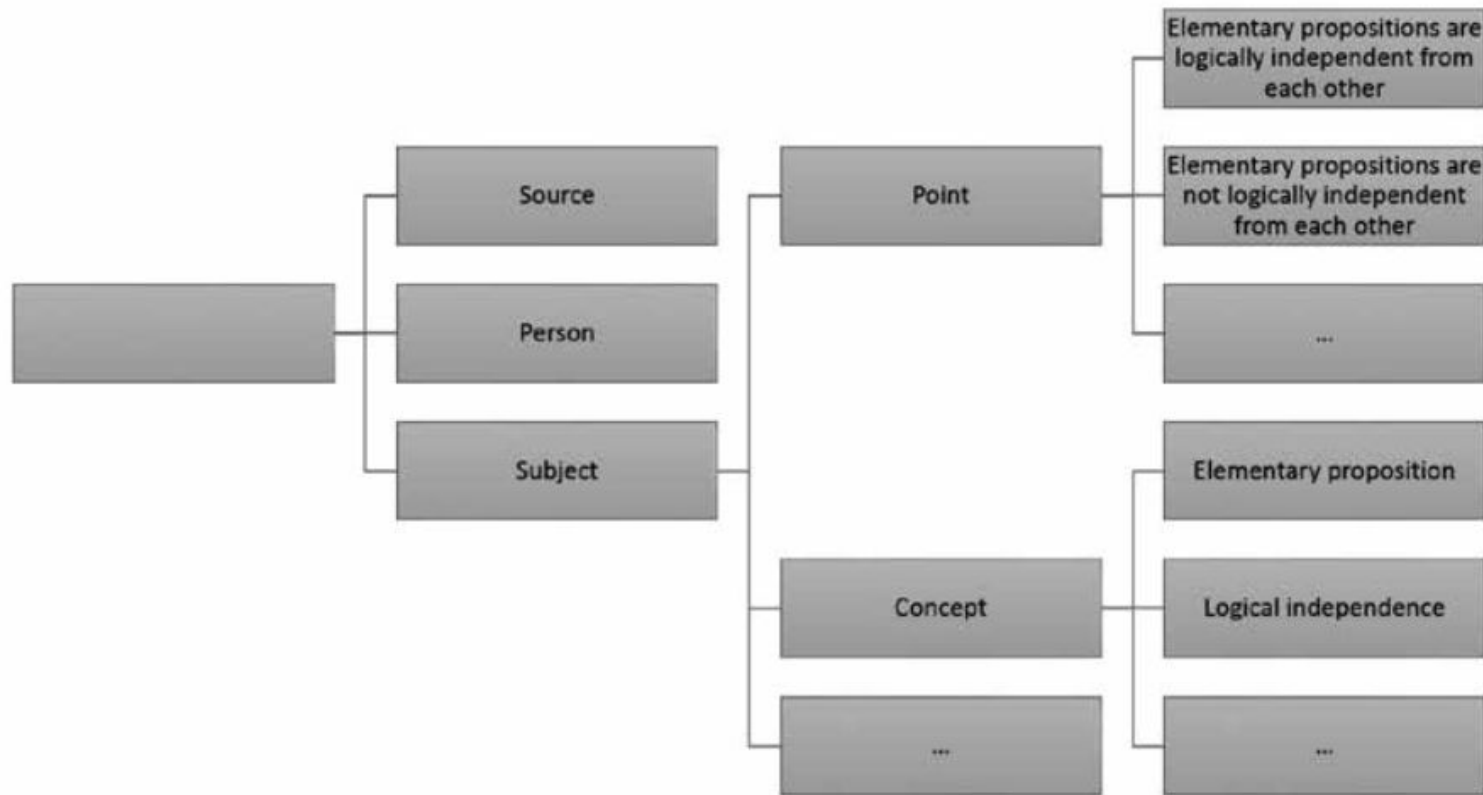 Elementary propositions are
logically independent from
each other
Source
Point
Elementary propositions are
not logically independent
from each other
Person
...
Subject
Elementary proposition
Concept
Logical independence
...
...